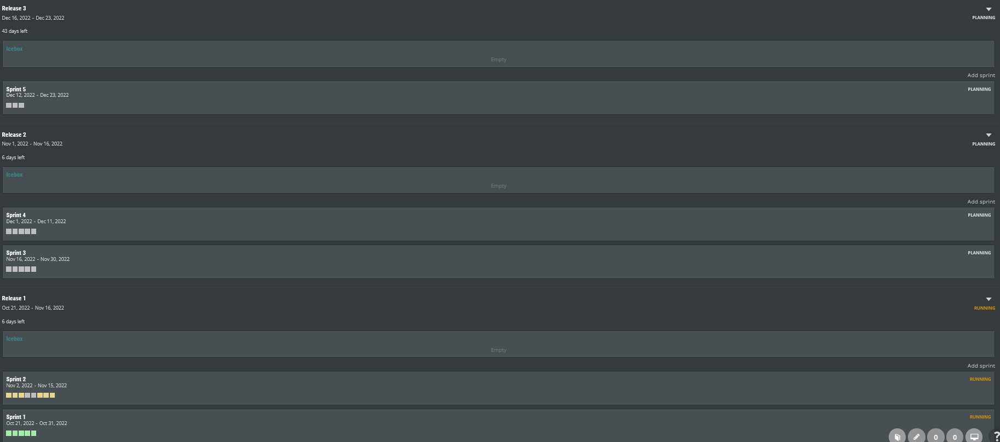 Release 3
Dec 16, 2022 - Dec 23, 2022
PLANNING
43 days left
Icebox
Empty
Add sprint
Sprint 5
PLANNING
Dec 12, 2022 - Dec 23, 2022
Release 2
Nov 1, 2022 - Nov 16, 2022
PLANNING
6 days left
Icebox
Empty
Add sprint
Sprint 4
PLANNING
Dec 1, 2022 - Dec 11, 2022
Sprint 3
PLANNING
Nov 16, 2022 - Nov 30, 2022
Release 1
Oct 21, 2022 - Nov 16, 2022
RUNNING
6 days left
Icebox
Empty
Add sprint
Sprint 2
RUNNING
Nov 2, 2022 - Nov 15, 2022
Sprint 1
RUNNING
Oct 21, 2022 - Oct 31, 2022
0
0
?